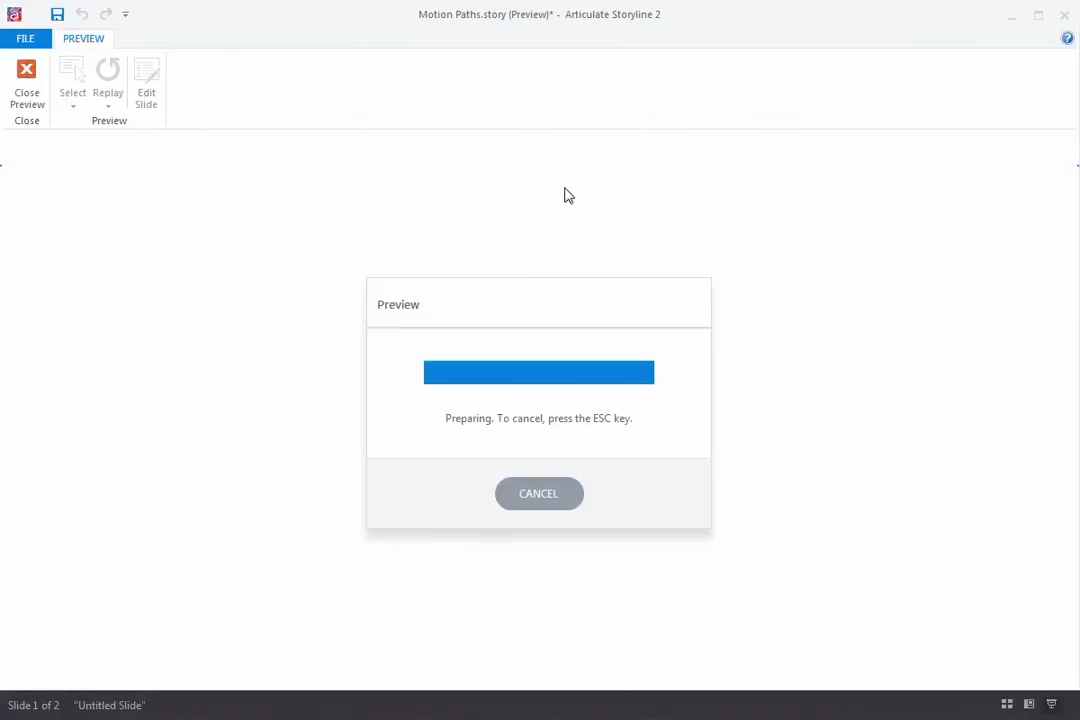 Motion Paths.story (Preview)* - Articulate Storyline 2
FILE PREVIEW
Close Preview
Select
Replay
Edit Slide
Close
Preview
Preview
Preparing. To cancel, press the ESC key.
CANCEL
Slide 1 of 2 "Untitled Slide"